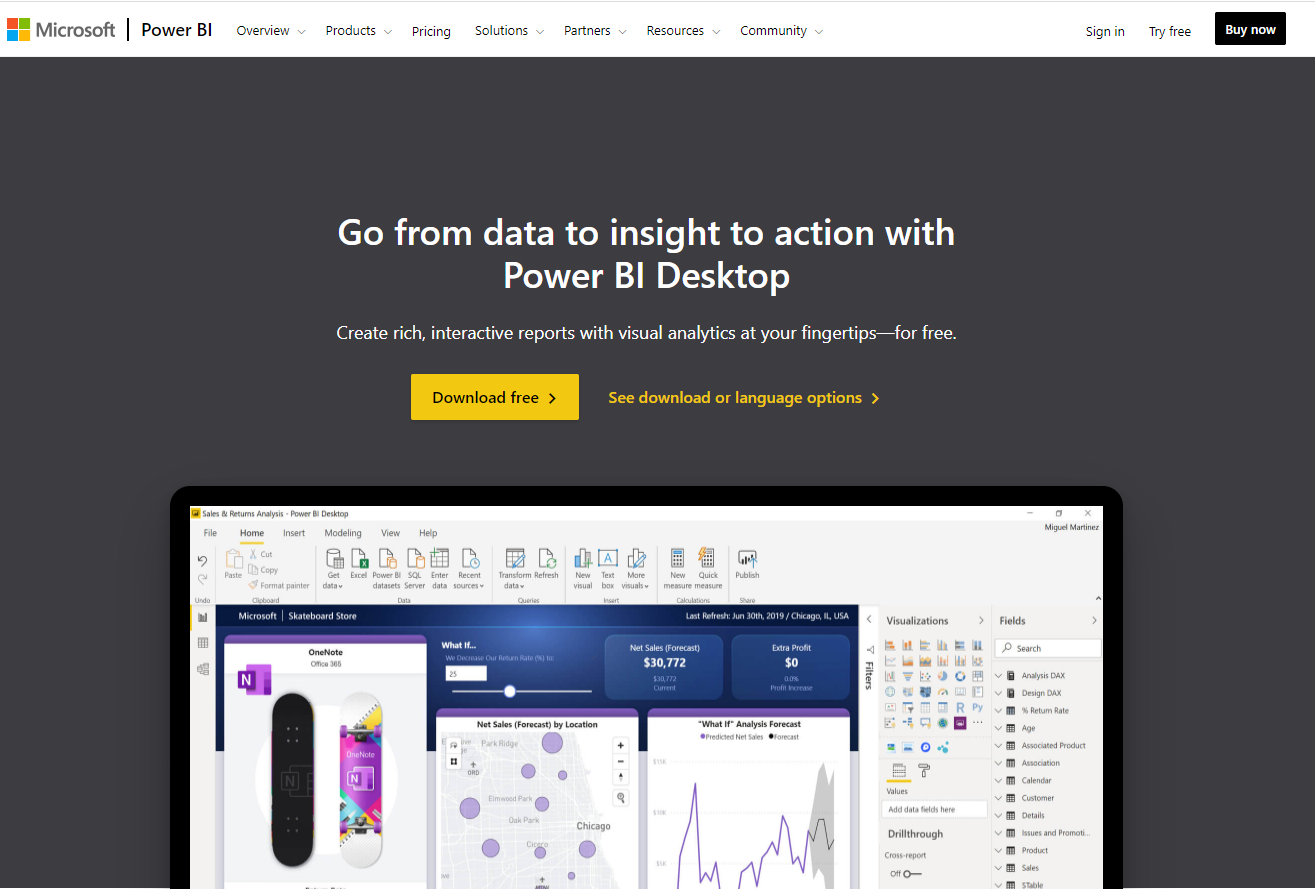 Microsoft Power BI Overview Products Pricing Solutions Partners Resources Community Sign in Try free Buy now
Go from data to insight to action with
Power BI Desktop
Create rich, interactive reports with visual analytics at your fingertips—for free.
Download free
See download or language options
Sales & Returns Analysis - Power BI Desktop
Miguel Martinez
File Home Insert Modeling View Help
Paste
Cut
Copy
Format painter
Get data
Excel
Power BI datasets
SQL Server
Enter data
Recent sources
Transform data
Refresh
New visual
Text box
More visuals
New measure
Quick measure
Publish
Undo Clipboard Data Queries Insert Calculations Share
Microsoft Skateboard Store
Last Refresh: Jun 30th, 2019 / Chicago, IL, USA
OneNote
Office 365
N
OneNote
N
N
What If...
We Decrease Our Return Rate (%) to:
25
Net Sales (Forecast)
$30,772
$30,772
Current
Extra Profit
$0
0.0%
Profit Increase
Net Sales (Forecast) by Location
Park Ridge
ORD
Elmwood Park
Oak Park
Chicago
Cicero
"What If" Analysis Forecast
Predicted Net Sales Forecast
$15K
$10K
$5K
Filters
Visualizations
R Py
Values
Add data fields here
Drillthrough
Cross-report
Off
Fields
Search
Analysis DAX
Design DAX
% Return Rate
Age
Associated Product
Association
Calendar
Customer
Details
Issues and Promoti...
Product
Sales
STable